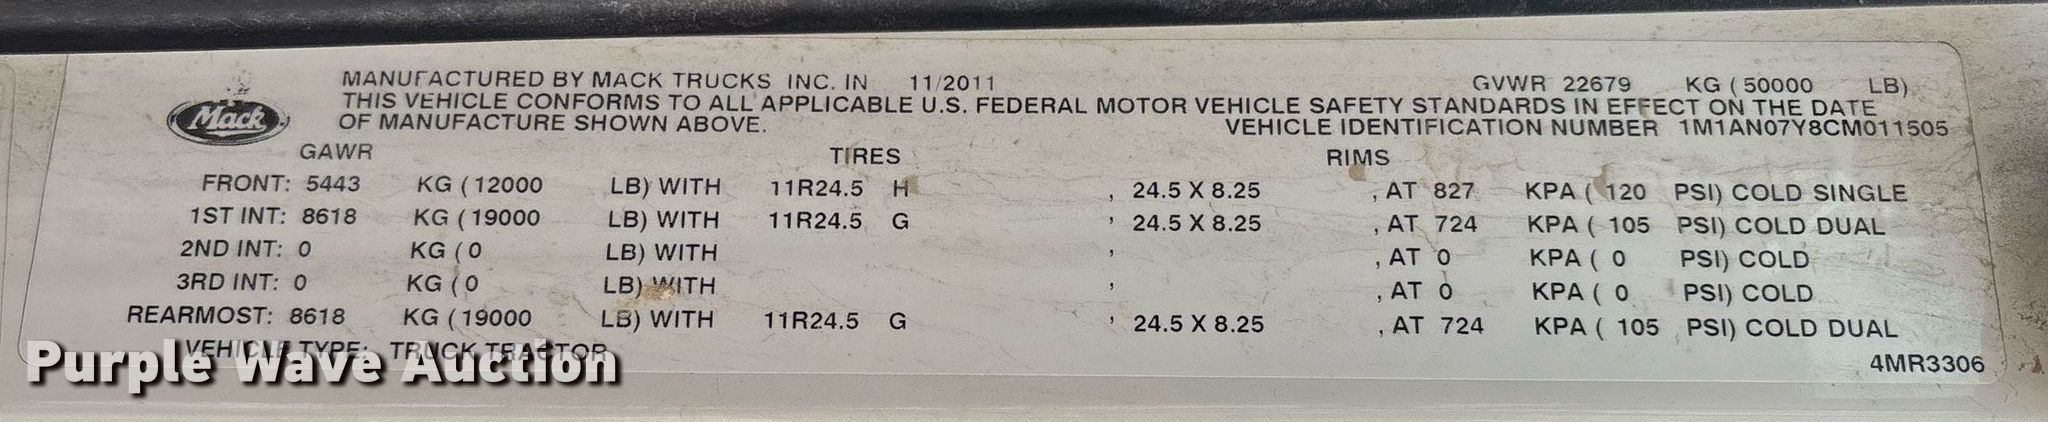 MANUFACTURED BY MACK TRUCKS INC. IN 11/2011 GVWR 22679 KG (50000 LB)
THIS VEHICLE CONFORMS TO ALL APPLICABLE U.S. FEDERAL MOTOR VEHICLE SAFETY STANDARDS IN EFFECT ON THE DATE
Mack
OF MANUFACTURE SHOWN ABOVE. VEHICLE IDENTIFICATION NUMBER 1M1AN07Y8CM011505
GAWR TIRES RIMS
FRONT: 5443 KG (12000 LB) WITH 11R24.5 H , 24.5 X 8.25 , AT 827 KPA ( 120 PSI) COLD SINGLE
1ST INT: 8618 KG (19000 LB) WITH 11R24.5 G , 24.5 X 8.25 , AT 724 KPA ( 105 PSI) COLD DUAL
2ND INT: 0 KG (0 LB) WITH , , AT 0 KPA ( 0 PSI) COLD
3RD INT: 0 KG (0 LB) WITH , , AT 0 KPA ( 0 PSI) COLD
REARMOST: 8618 KG (19000 LB) WITH 11R24.5 G , 24.5 X 8.25 , AT 724 KPA ( 105 PSI) COLD DUAL
VEHICLE TYPE: TRUCK TRACTOR 4MR3306
Purple Wave Auction